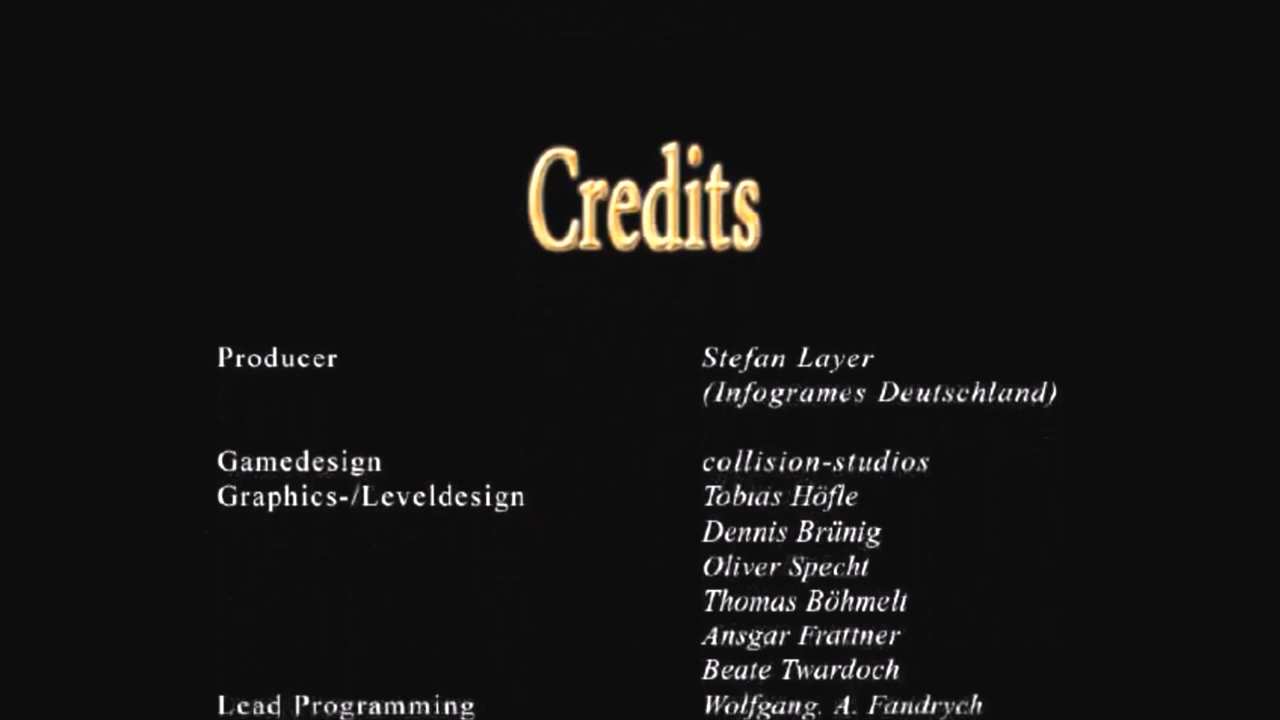 Credits
Producer Stefan Layer
(Infogrames Deutschland)
Gamedesign collision-studios
Graphics-/Leveldesign Tobias Höfle
Dennis Brünig
Oliver Specht
Thomas Böhmelt
Ansgar Frattner
Beate Twardoch
Lead Programming Wolfgang. A. Fandrych